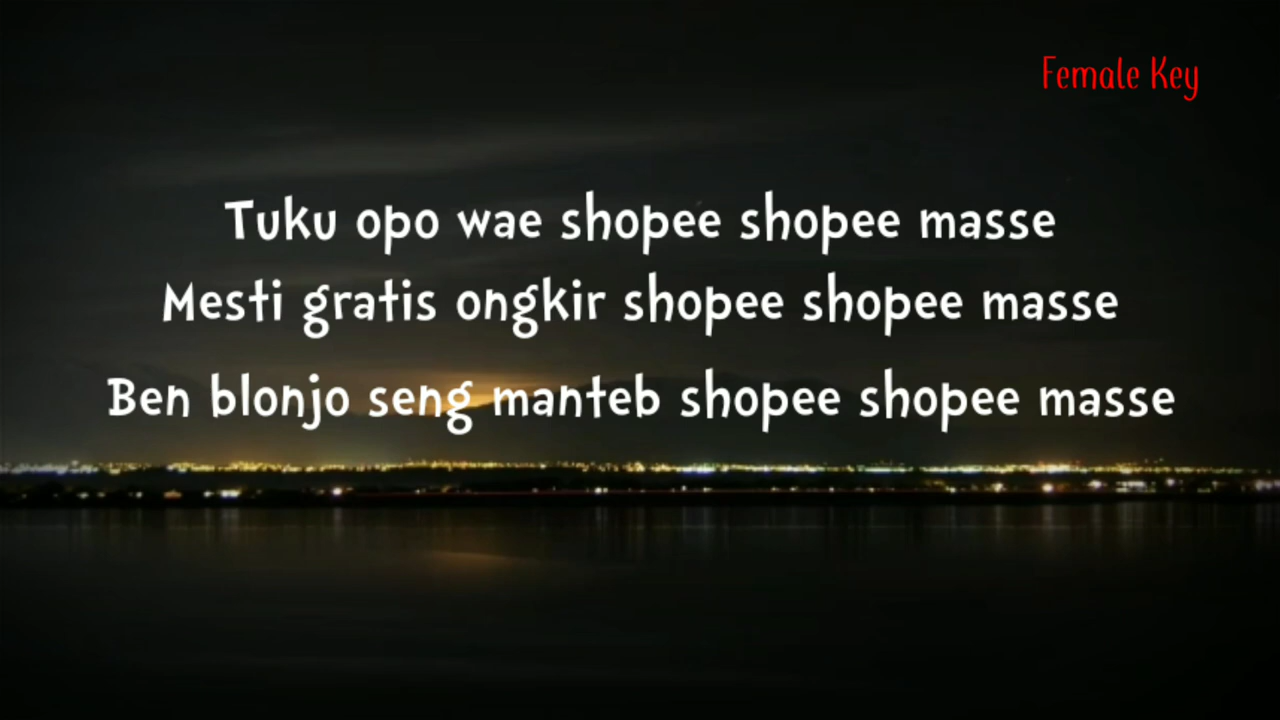 Female Key
Tuku opo wae shopee shopee masse
Mesti gratis ongkir shopee shopee masse
Ben blonjo seng manteb shopee shopee masse